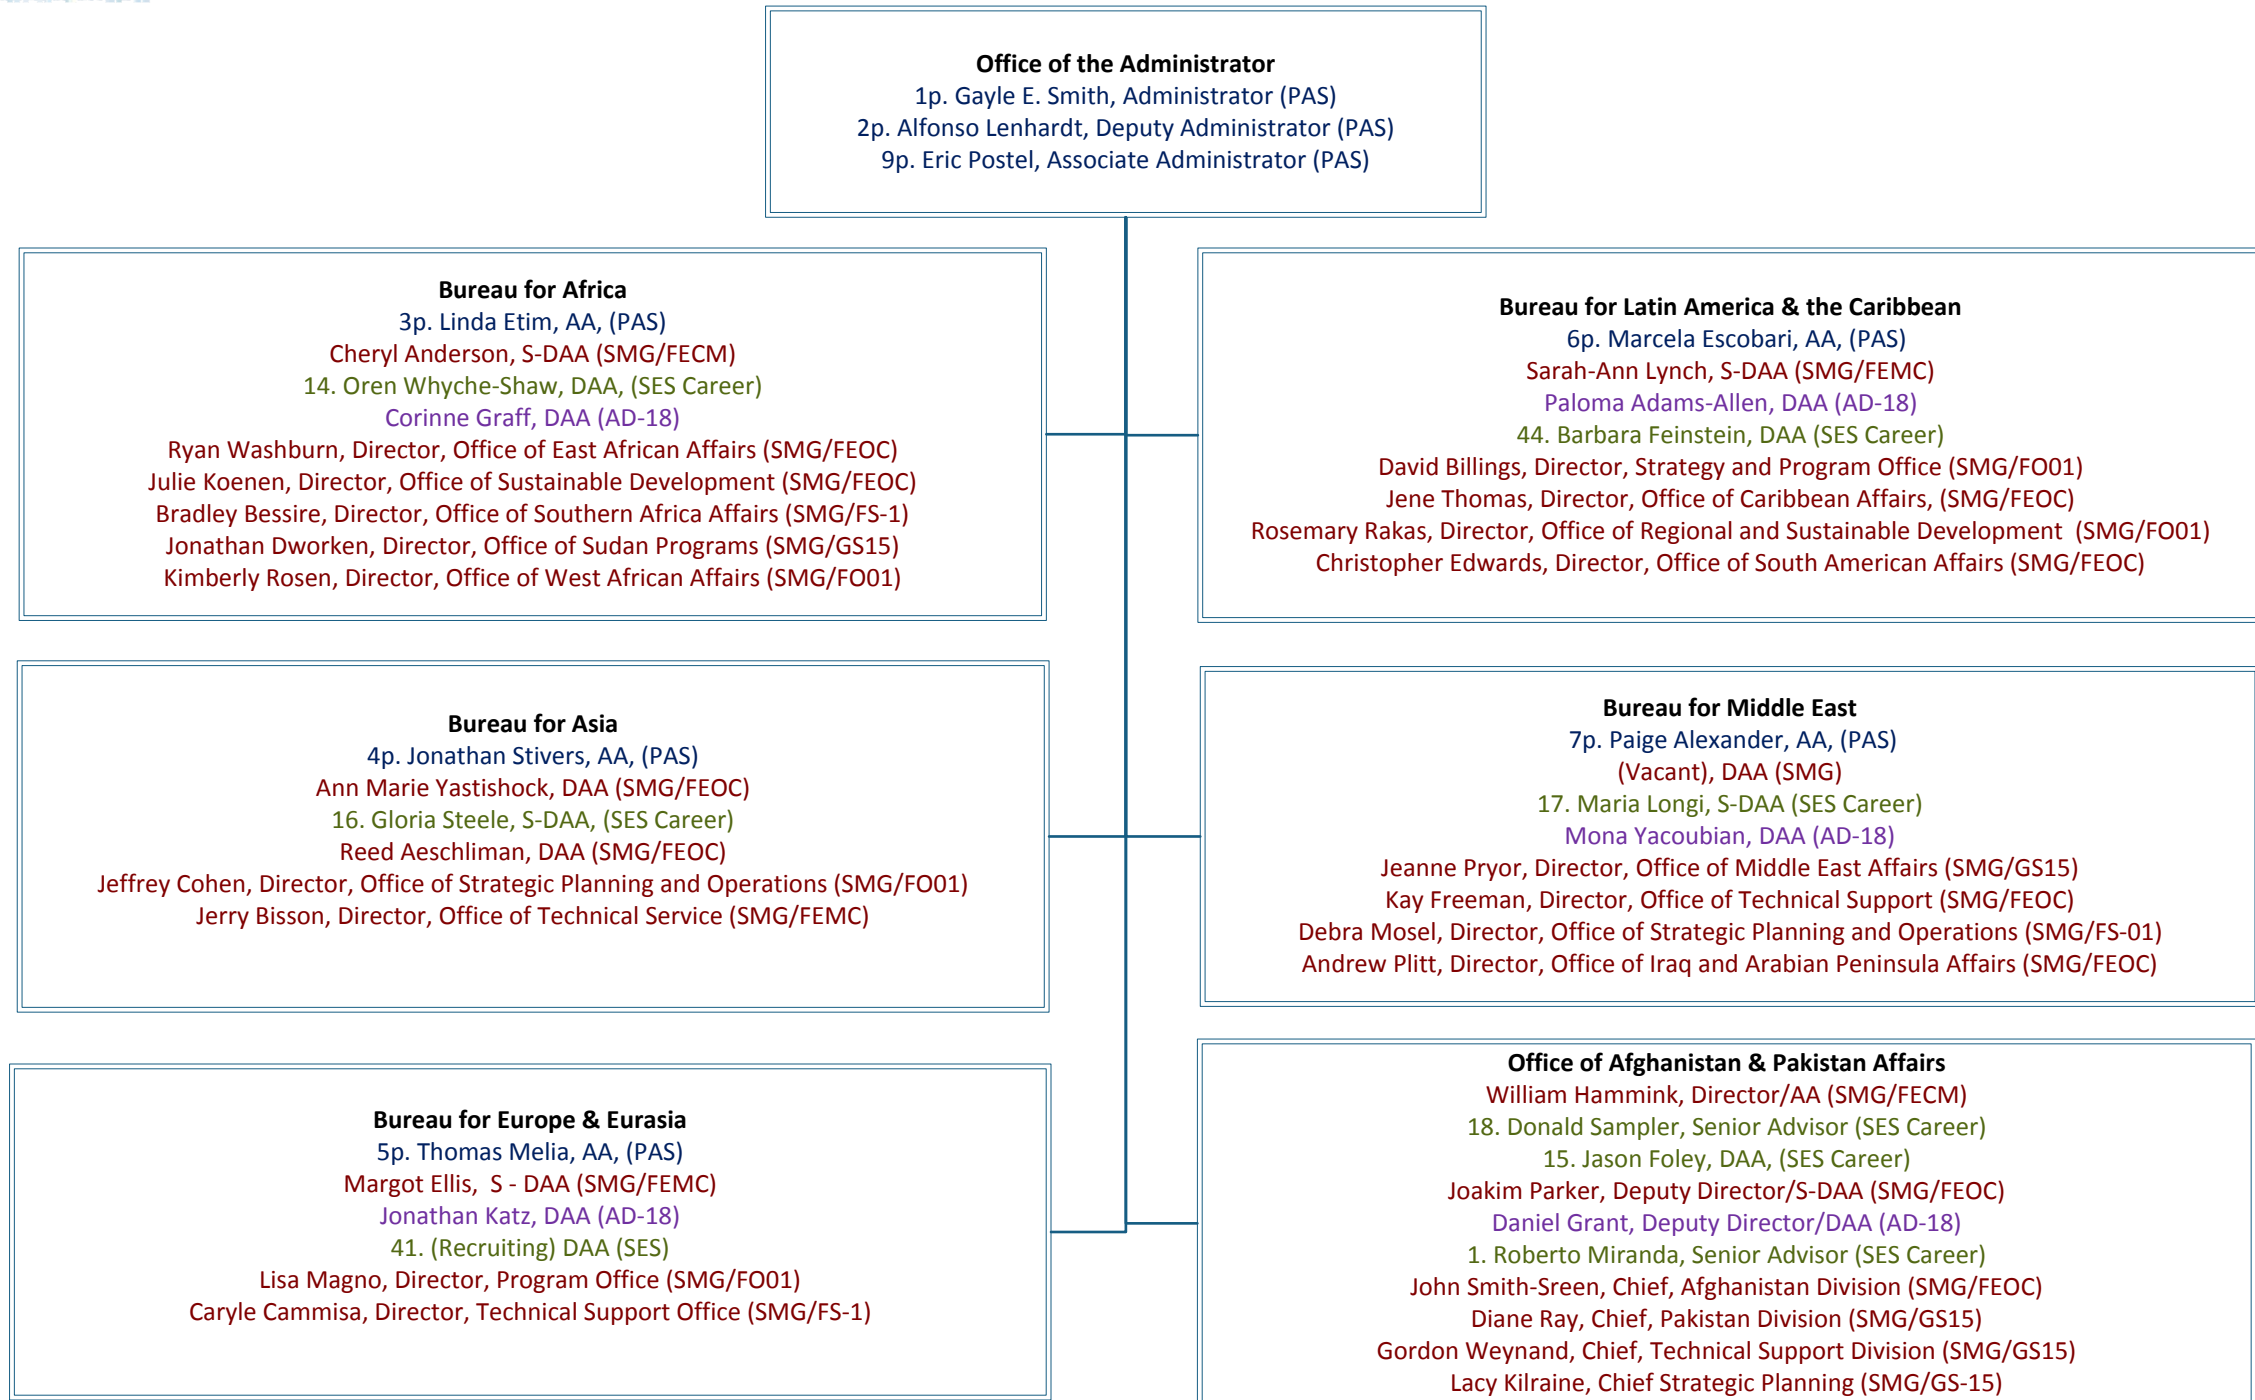 Office of the Administrator
1p. Gayle E. Smith, Administrator (PAS)
2p. Alfonso Lenhardt, Deputy Administrator (PAS)
9p. Eric Postel, Associate Administrator (PAS)
Bureau for Africa
3p. Linda Etim, AA, (PAS)
Cheryl Anderson, S-DAA (SMG/FECM)
14. Oren Whyche-Shaw, DAA, (SES Career)
Corinne Graff, DAA (AD-18)
Ryan Washburn, Director, Office of East African Affairs (SMG/FEOC)
Julie Koenen, Director, Office of Sustainable Development (SMG/FEOC)
Bradley Bessire, Director, Office of Southern Africa Affairs (SMG/FS-1)
Jonathan Dworken, Director, Office of Sudan Programs (SMG/GS15)
Kimberly Rosen, Director, Office of West African Affairs (SMG/FO01)
Bureau for Latin America & the Caribbean
6p. Marcela Escobari, AA, (PAS)
Sarah-Ann Lynch, S-DAA (SMG/FEMC)
Paloma Adams-Allen, DAA (AD-18)
44. Barbara Feinstein, DAA (SES Career)
David Billings, Director, Strategy and Program Office (SMG/FO01)
Jene Thomas, Director, Office of Caribbean Affairs, (SMG/FEOC)
Rosemary Rakas, Director, Office of Regional and Sustainable Development (SMG/FO01)
Christopher Edwards, Director, Office of South American Affairs (SMG/FEOC)
Bureau for Asia
4p. Jonathan Stivers, AA, (PAS)
Ann Marie Yastishock, DAA (SMG/FEOC)
16. Gloria Steele, S-DAA, (SES Career)
Reed Aeschliman, DAA (SMG/FEOC)
Jeffrey Cohen, Director, Office of Strategic Planning and Operations (SMG/FO01)
Jerry Bisson, Director, Office of Technical Service (SMG/FEMC)
Bureau for Middle East
7p. Paige Alexander, AA, (PAS)
(Vacant), DAA (SMG)
17. Maria Longi, S-DAA (SES Career)
Mona Yacoubian, DAA (AD-18)
Jeanne Pryor, Director, Office of Middle East Affairs (SMG/GS15)
Kay Freeman, Director, Office of Technical Support (SMG/FEOC)
Debra Mosel, Director, Office of Strategic Planning and Operations (SMG/FS-01)
Andrew Plitt, Director, Office of Iraq and Arabian Peninsula Affairs (SMG/FEOC)
Bureau for Europe & Eurasia
5p. Thomas Melia, AA, (PAS)
Margot Ellis, S - DAA (SMG/FEMC)
Jonathan Katz, DAA (AD-18)
41. (Recruiting) DAA (SES)
Lisa Magno, Director, Program Office (SMG/FO01)
Caryle Cammisa, Director, Technical Support Office (SMG/FS-1)
Office of Afghanistan & Pakistan Affairs
William Hammink, Director/AA (SMG/FECM)
18. Donald Sampler, Senior Advisor (SES Career)
15. Jason Foley, DAA, (SES Career)
Joakim Parker, Deputy Director/S-DAA (SMG/FEOC)
Daniel Grant, Deputy Director/DAA (AD-18)
1. Roberto Miranda, Senior Advisor (SES Career)
John Smith-Sreen, Chief, Afghanistan Division (SMG/FEOC)
Diane Ray, Chief, Pakistan Division (SMG/GS15)
Gordon Weynand, Chief, Technical Support Division (SMG/GS15)
Lacy Kilraine, Chief Strategic Planning (SMG/GS-15)